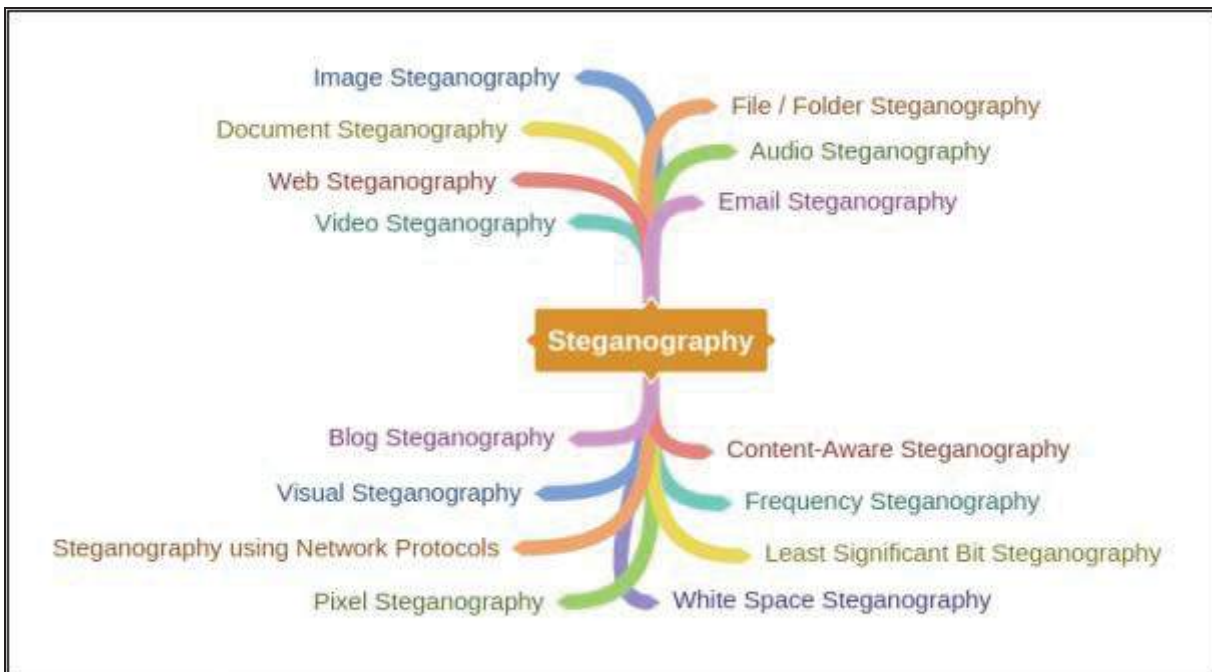 Image Steganography
File / Folder Steganography
Document Steganography
Audio Steganography
Web Steganography
Email Steganography
Video Steganography
Steganography
Blog Steganography
Content-Aware Steganography
Visual Steganography
Frequency Steganography
Steganography using Network Protocols
Least Significant Bit Steganography
Pixel Steganography
White Space Steganography